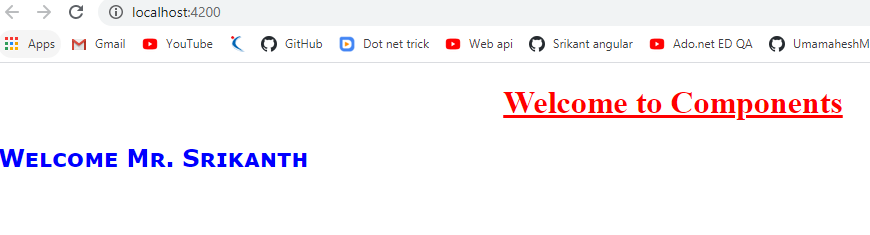 localhost:4200
Apps Gmail YouTube GitHub Dot net trick Web api Srikant angular Ado.net ED QA UmamaheshM
Welcome to Components
Welcome Mr. Srikanth